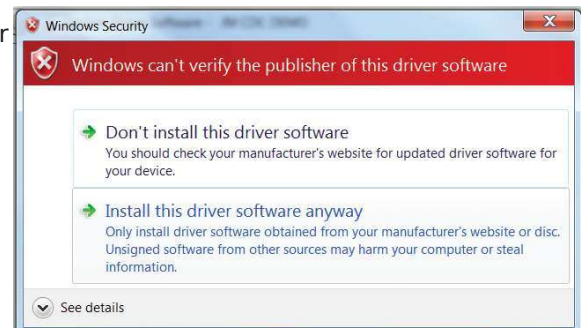 r
Windows Security
Windows can't verify the publisher of this driver software
Don't install this driver software
You should check your manufacturer's website for updated driver software for
your device.
Install this driver software anyway
Only install driver software obtained from your manufacturer's website or disc.
Unsigned software from other sources may harm your computer or steal
information.
See details